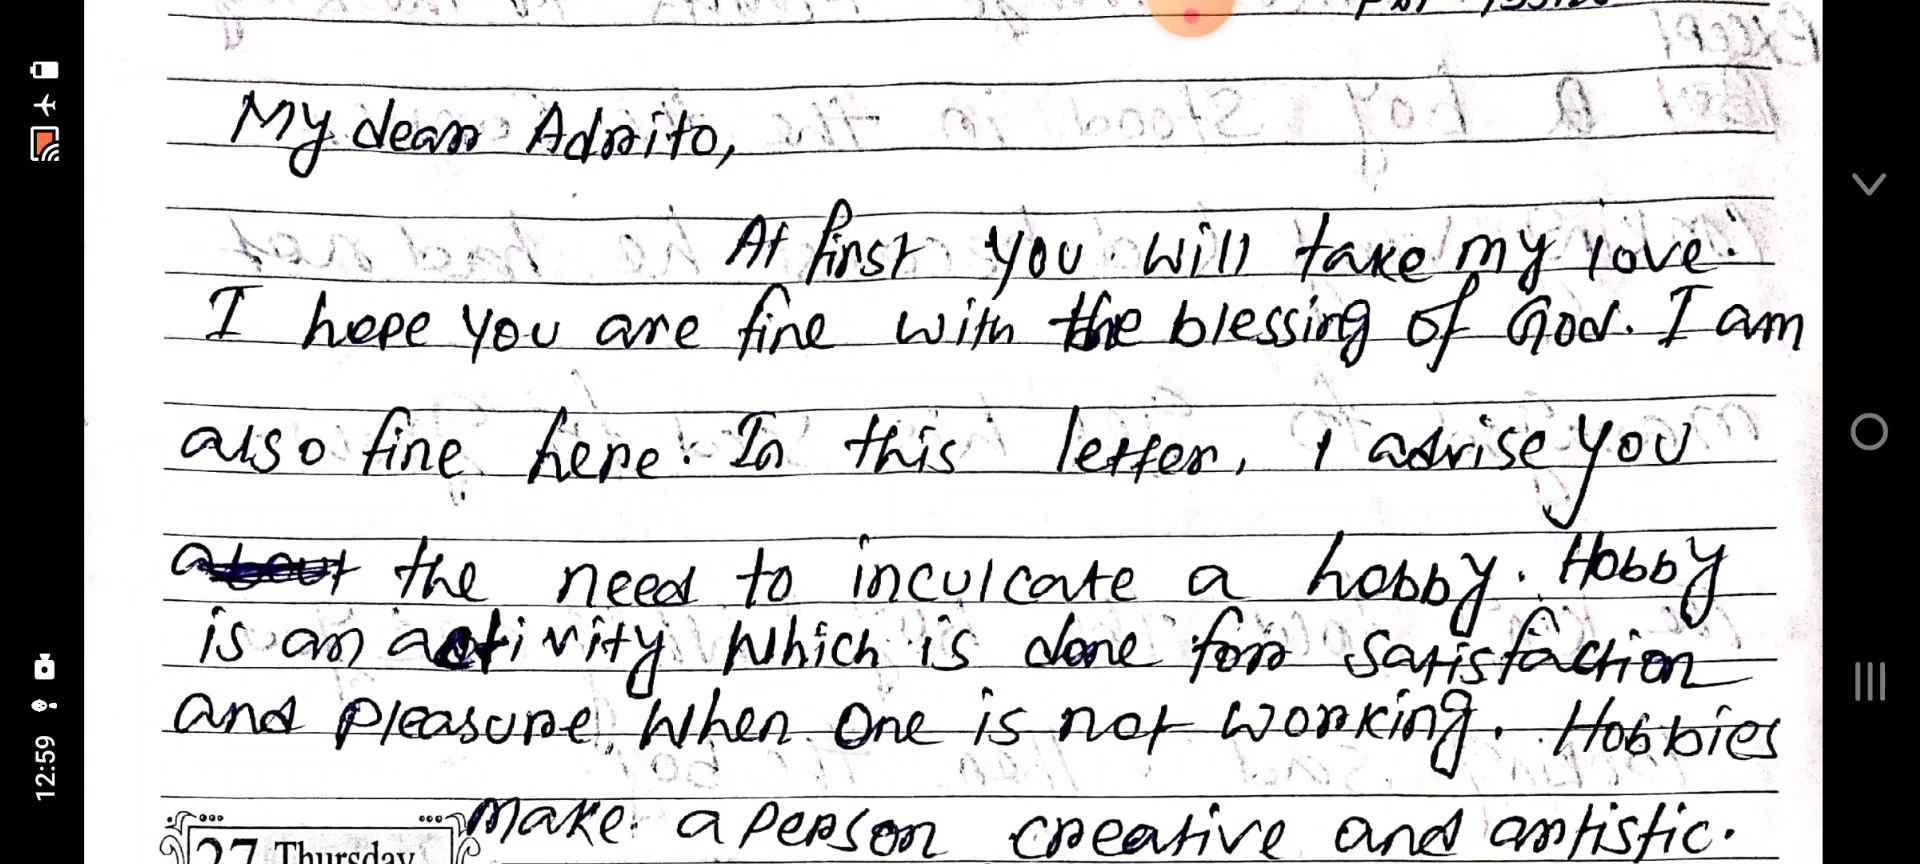 My dear Adrito,
At first you will take my love.
I hope you are fine with the blessing of God. I am
also fine here. In this letter, I advise you
about the need to inculcate a hobby. Hobby
is an activity which is done for satisfaction
and pleasure, when one is not working. Hobbies
make a person creative and artistic.
27 Thursday
12:59